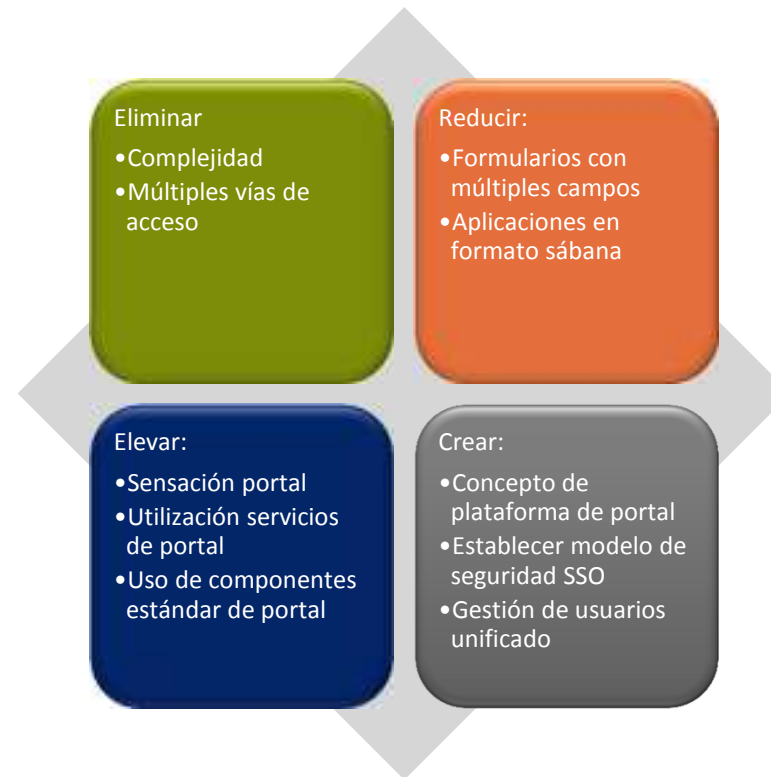 Eliminar
•Complejidad
•Múltiples vías de
acceso
Reducir:
•Formularios con
múltiples campos
•Aplicaciones en
formato sábana
Elevar:
•Sensación portal
•Utilización servicios
de portal
•Uso de componentes
estándar de portal
Crear:
•Concepto de
plataforma de portal
•Establecer modelo de
seguridad SSO
•Gestión de usuarios
unificado